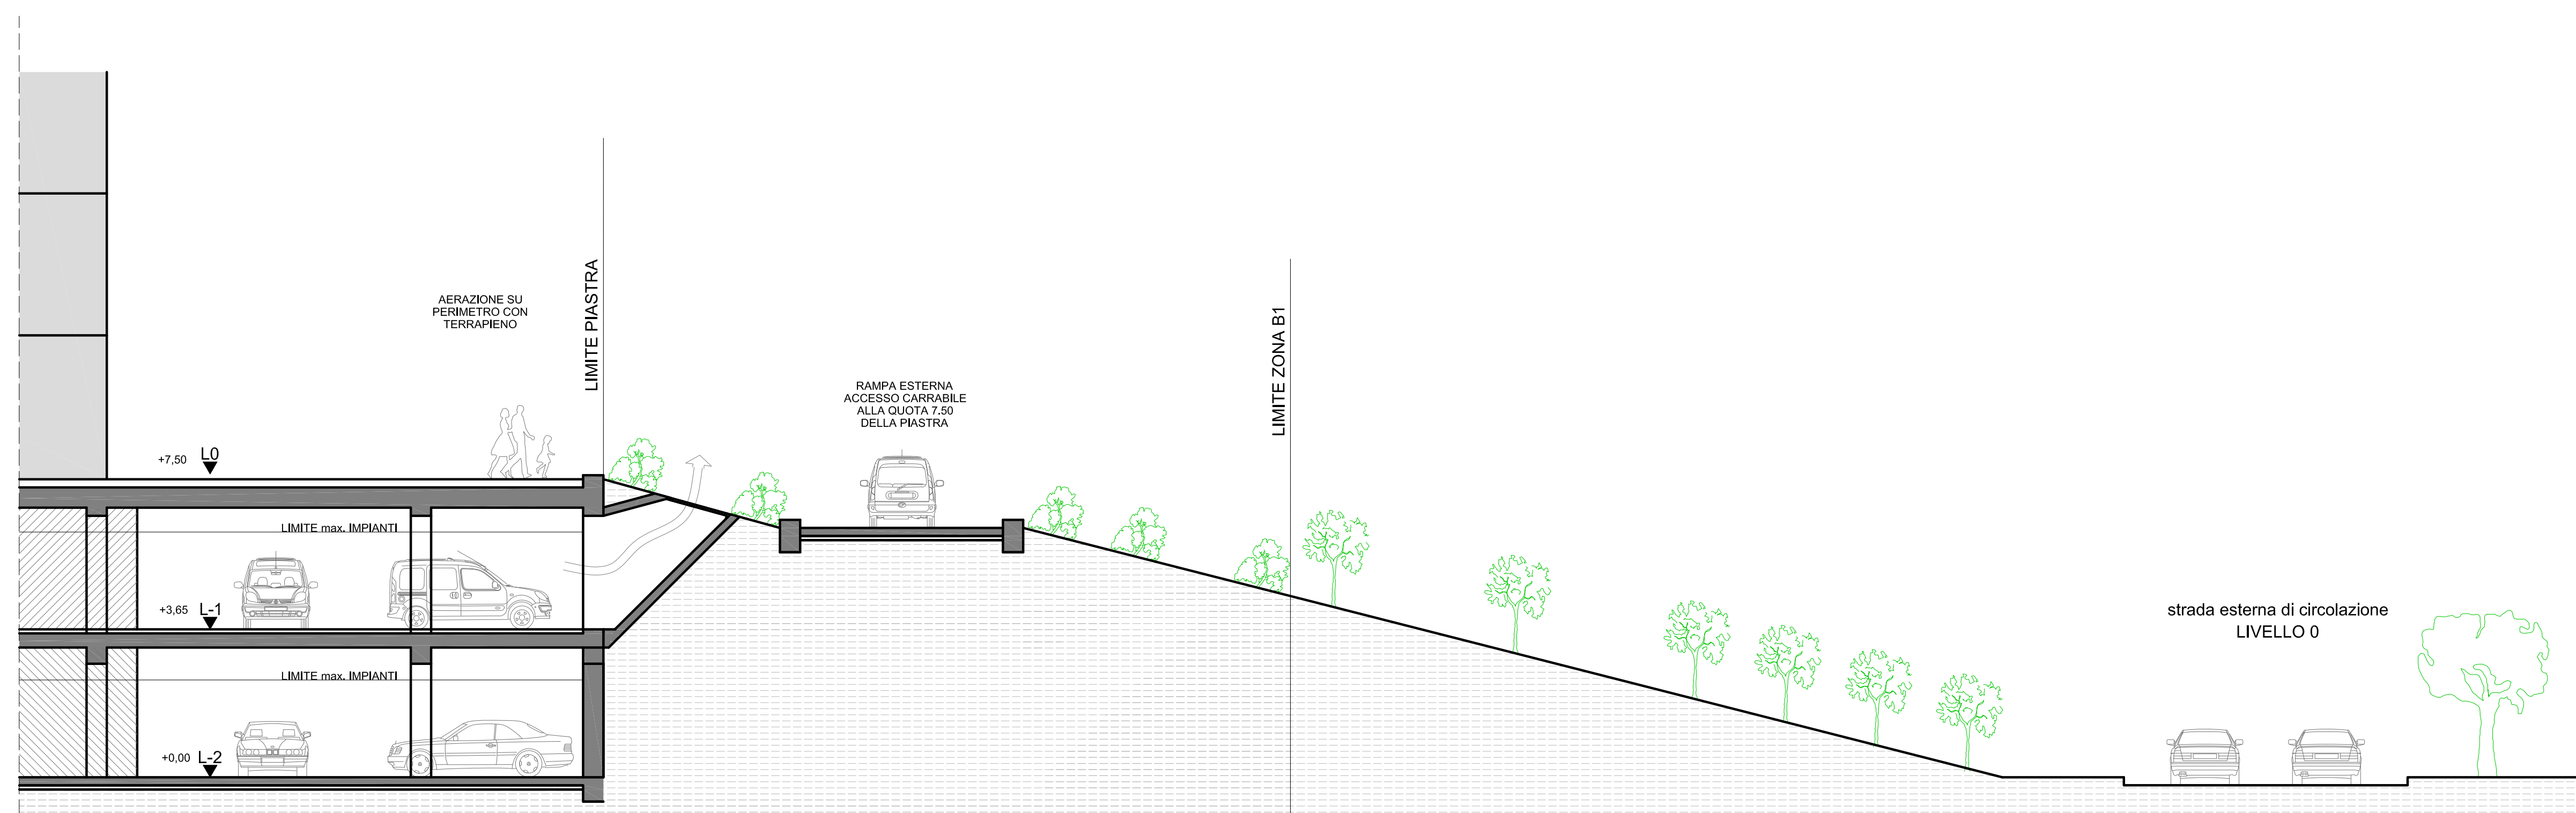 AERAZIONE SU
PERIMETRO CON
TERRAPIENO
LIMITE PIASTRA
RAMPA ESTERNA
ACCESSO CARRABILE
ALLA QUOTA 7.50
DELLA PIASTRA
LIMITE ZONA B1
+7,50 L0
LIMITE max. IMPIANTI
+3,65 L-1
LIMITE max. IMPIANTI
+0,00 L-2
strada esterna di circolazione
LIVELLO 0